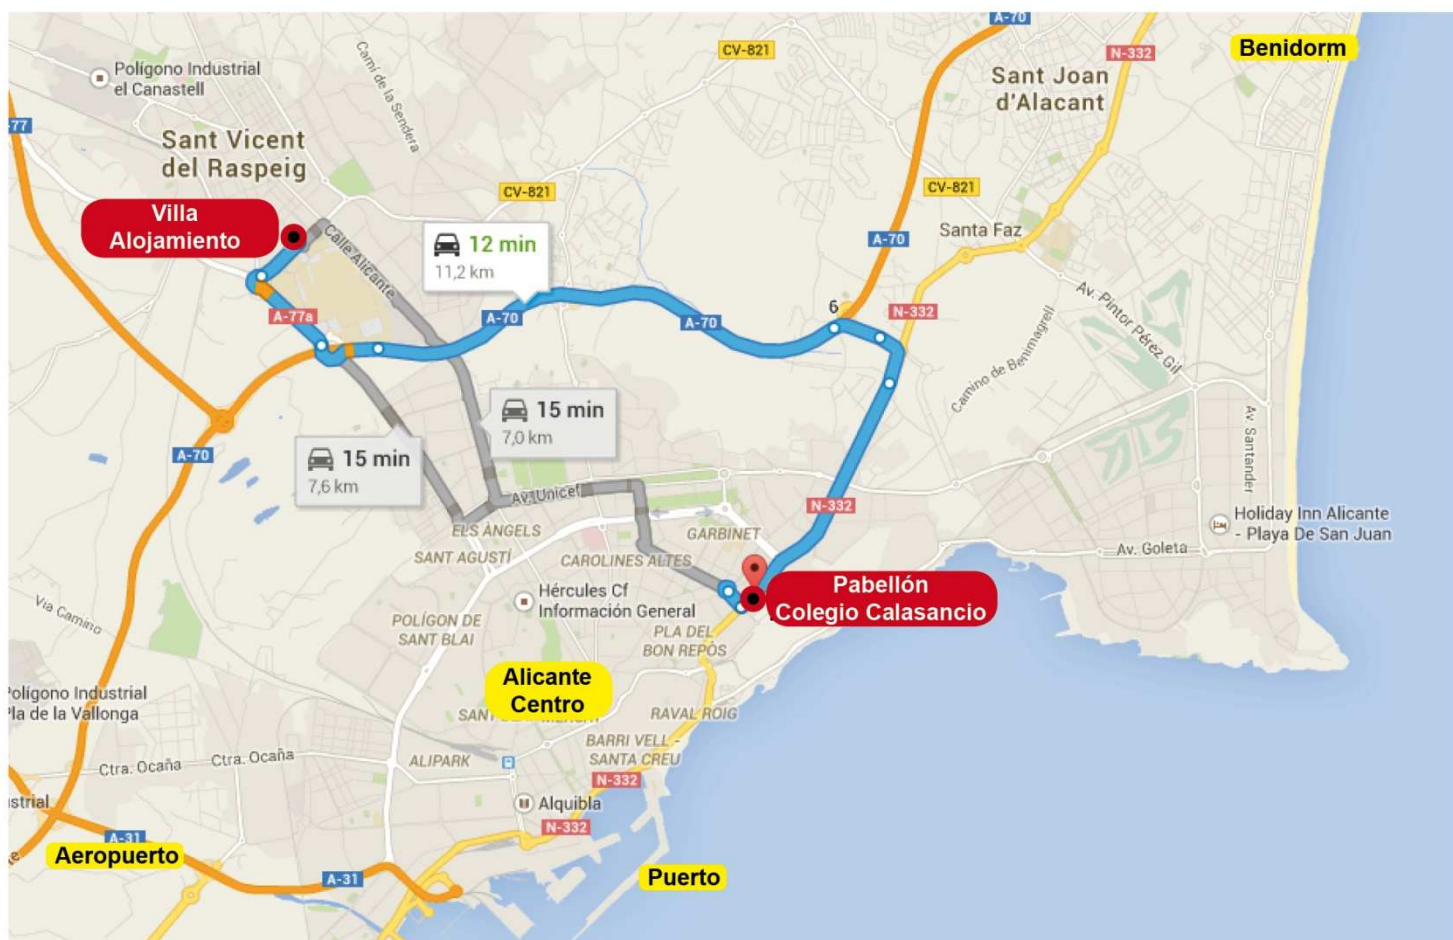 A-70
Benidorm
CV-821
N-332
Polígono Industrial
el Canastell
Camí de la Sendera
Sant Joan
d'Alacant
-77
Sant Vicent
del Raspeig
CV-821
CV-821
Villa
Alojamiento
Santa Faz
Calle Alicante
12 min
11,2 km
A-70
Av. Pintor Pérez Gil
A-77a
A-70
A-70
6
N-332
Camino de Benimagrell
15 min
7,0 km
Av. Santander
A-70
15 min
7,6 km
Av. Unicef
N-332
ELS ÀNGELS
SANT AGUSTÍ
GARBINET
CAROLINES ALTES
Holiday Inn Alicante
- Playa De San Juan
Av. Goleta
Pabellón
Colegio Calasancio
Hércules Cf
Información General
Via Camino
POLÍGON DE
SANT BLAI
PLA DEL
BON REPÒS
Alicante
Centro
Polígono Industrial
Pla de la Vallonga
SANT
RAVAL ROIG
BARRI VELL -
SANTA CREU
Ctra. Ocaña
Ctra. Ocaña
ALIPARK
N-332
ustrial
Alquibla
N-332
A-31
Aeropuerto
A-31
Puerto